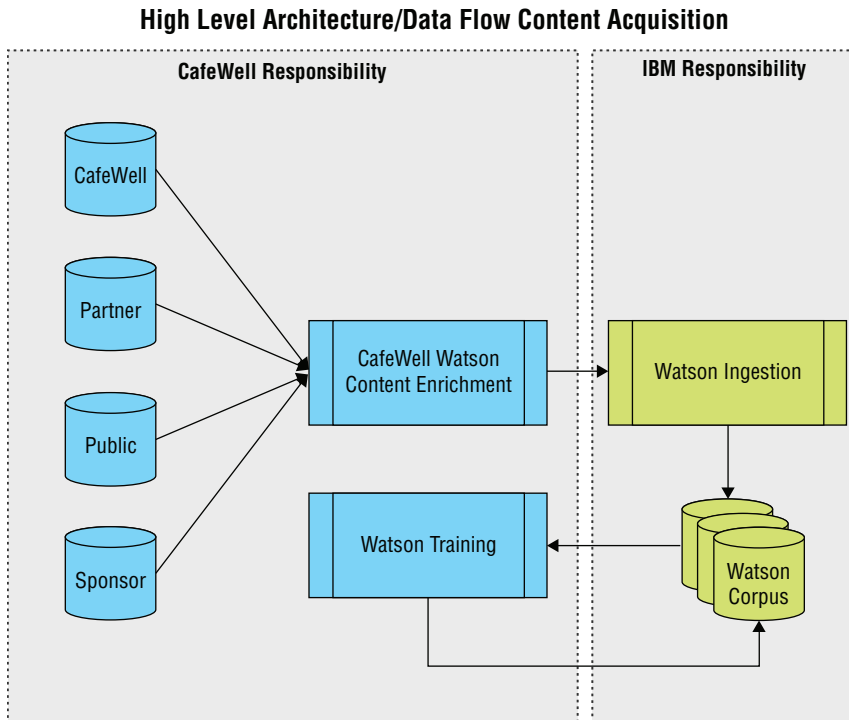 High Level Architecture/Data Flow Content Acquisition
CafeWell Responsibility
IBM Responsibility
CafeWell
Partner
Public
Sponsor
CafeWell Watson
Content Enrichment
Watson Ingestion
Watson Training
Watson
Corpus